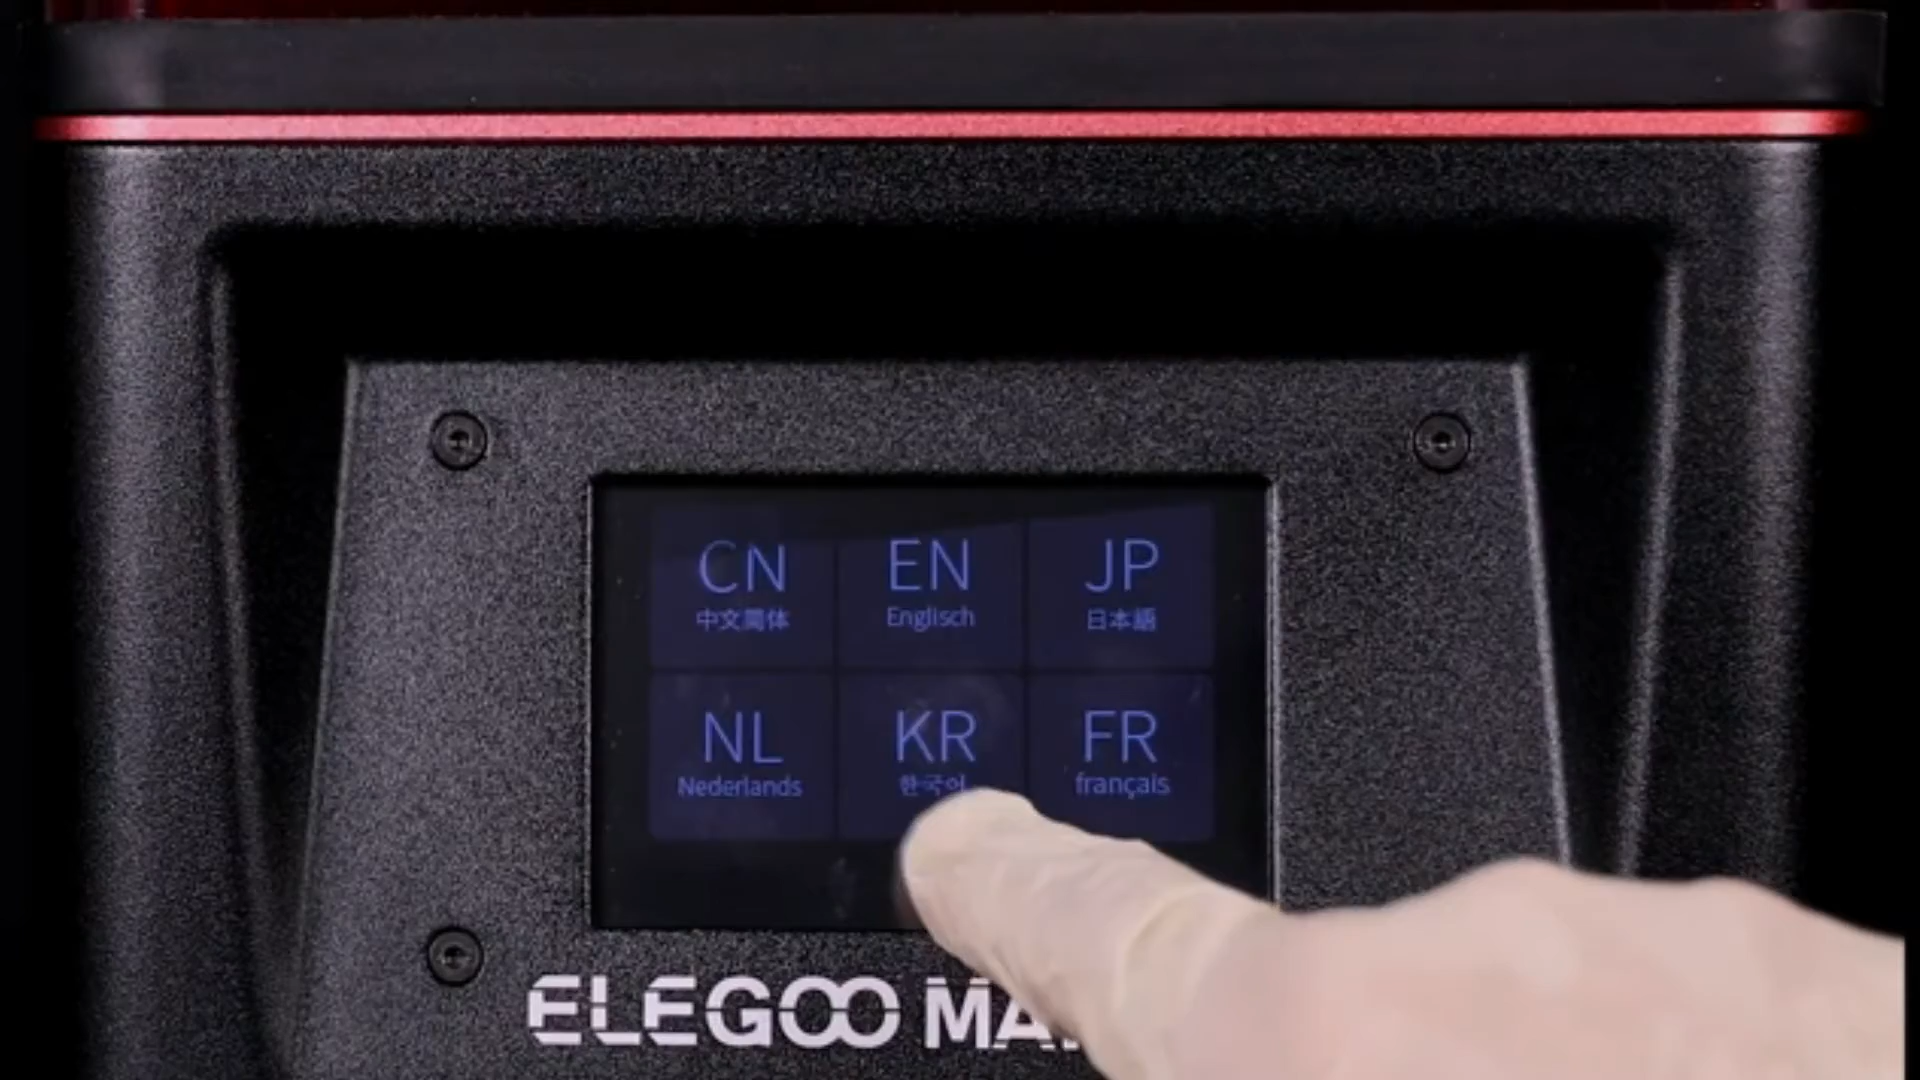 CN EN JP
中文简体 Englisch 日本語
NL KR FR
Nederlands 한국어 français
ELEGOO